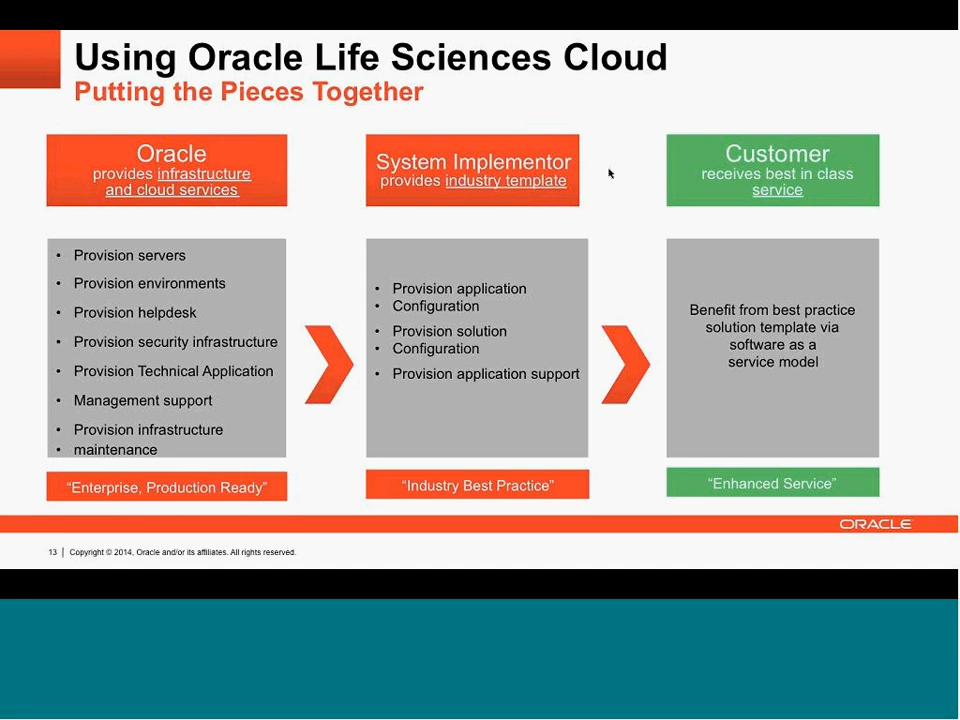 Using Oracle Life Sciences Cloud
Putting the Pieces Together
Oracle
provides infrastructure
and cloud services
System Implementor
provides industry template
Customer
receives best in class
service
• Provision servers
• Provision environments
• Provision helpdesk
• Provision security infrastructure
• Provision Technical Application
• Management support
• Provision infrastructure
• maintenance
• Provision application
• Configuration
• Provision solution
• Configuration
• Provision application support
Benefit from best practice
solution template via
software as a
service model
“Enterprise, Production Ready”
“Industry Best Practice”
“Enhanced Service”
ORACLE
13 | Copyright © 2014, Oracle and/or its affiliates. All rights reserved.